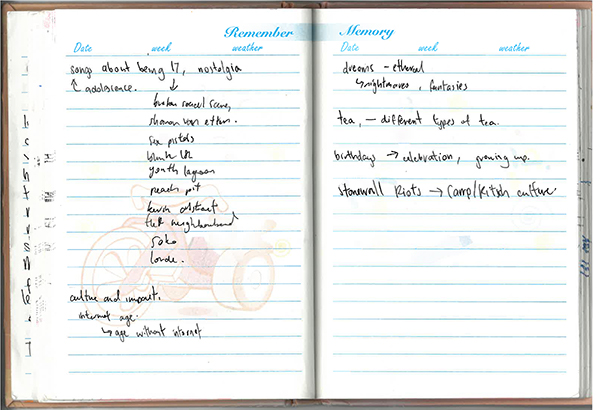 Remember
Date week weather
songs about being 17, nostalgia
↑ adolescence. ↓
broken social scene,
sharon van etten.
sex pistols
blink 182
youth lagoon
peach pit
kevin abstract
the neighbourhood
soko
lorde.
culture and impact.
internet age
↳ age without internet
Memory
Date week weather
dreams - ethereal
↳ nightmares, fantasies
tea, - different types of tea.
birthdays → celebration, growing up.
stonewall Riots → Camp/Kitsch culture